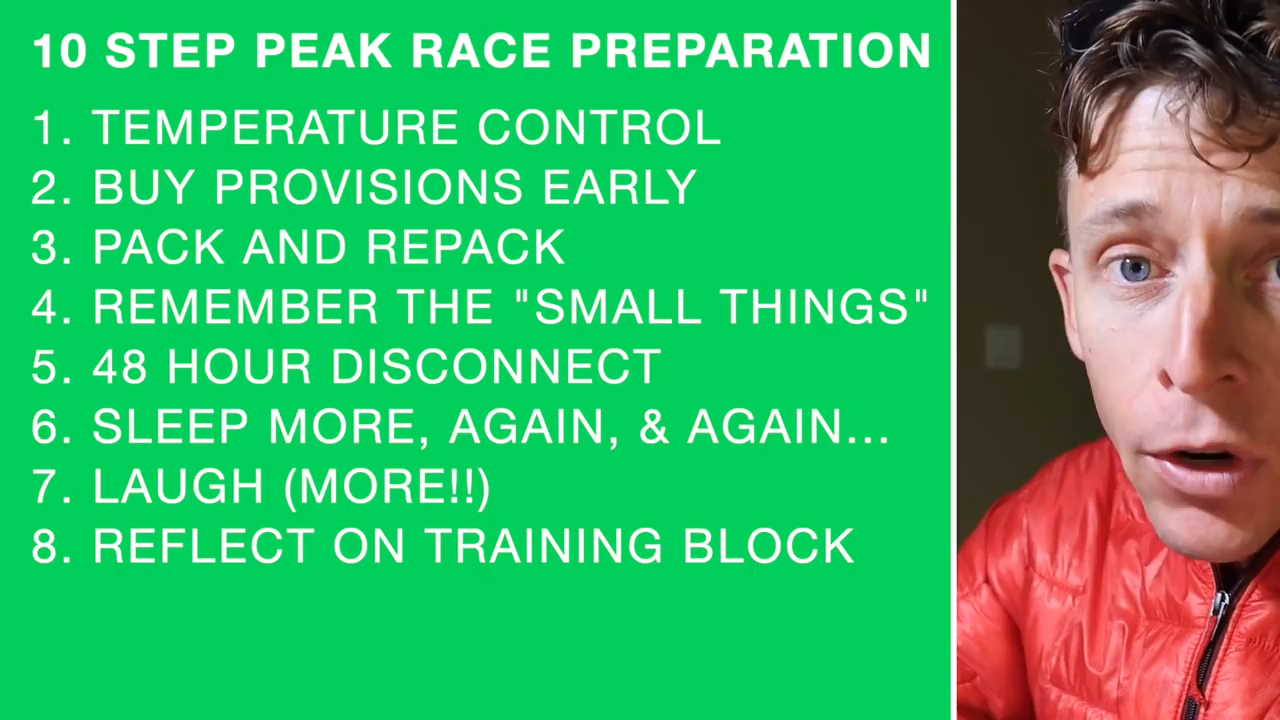 10 STEP PEAK RACE PREPARATION
1. TEMPERATURE CONTROL
2. BUY PROVISIONS EARLY
3. PACK AND REPACK
4. REMEMBER THE "SMALL THINGS"
5. 48 HOUR DISCONNECT
6. SLEEP MORE, AGAIN, & AGAIN...
7. LAUGH (MORE!!)
8. REFLECT ON TRAINING BLOCK